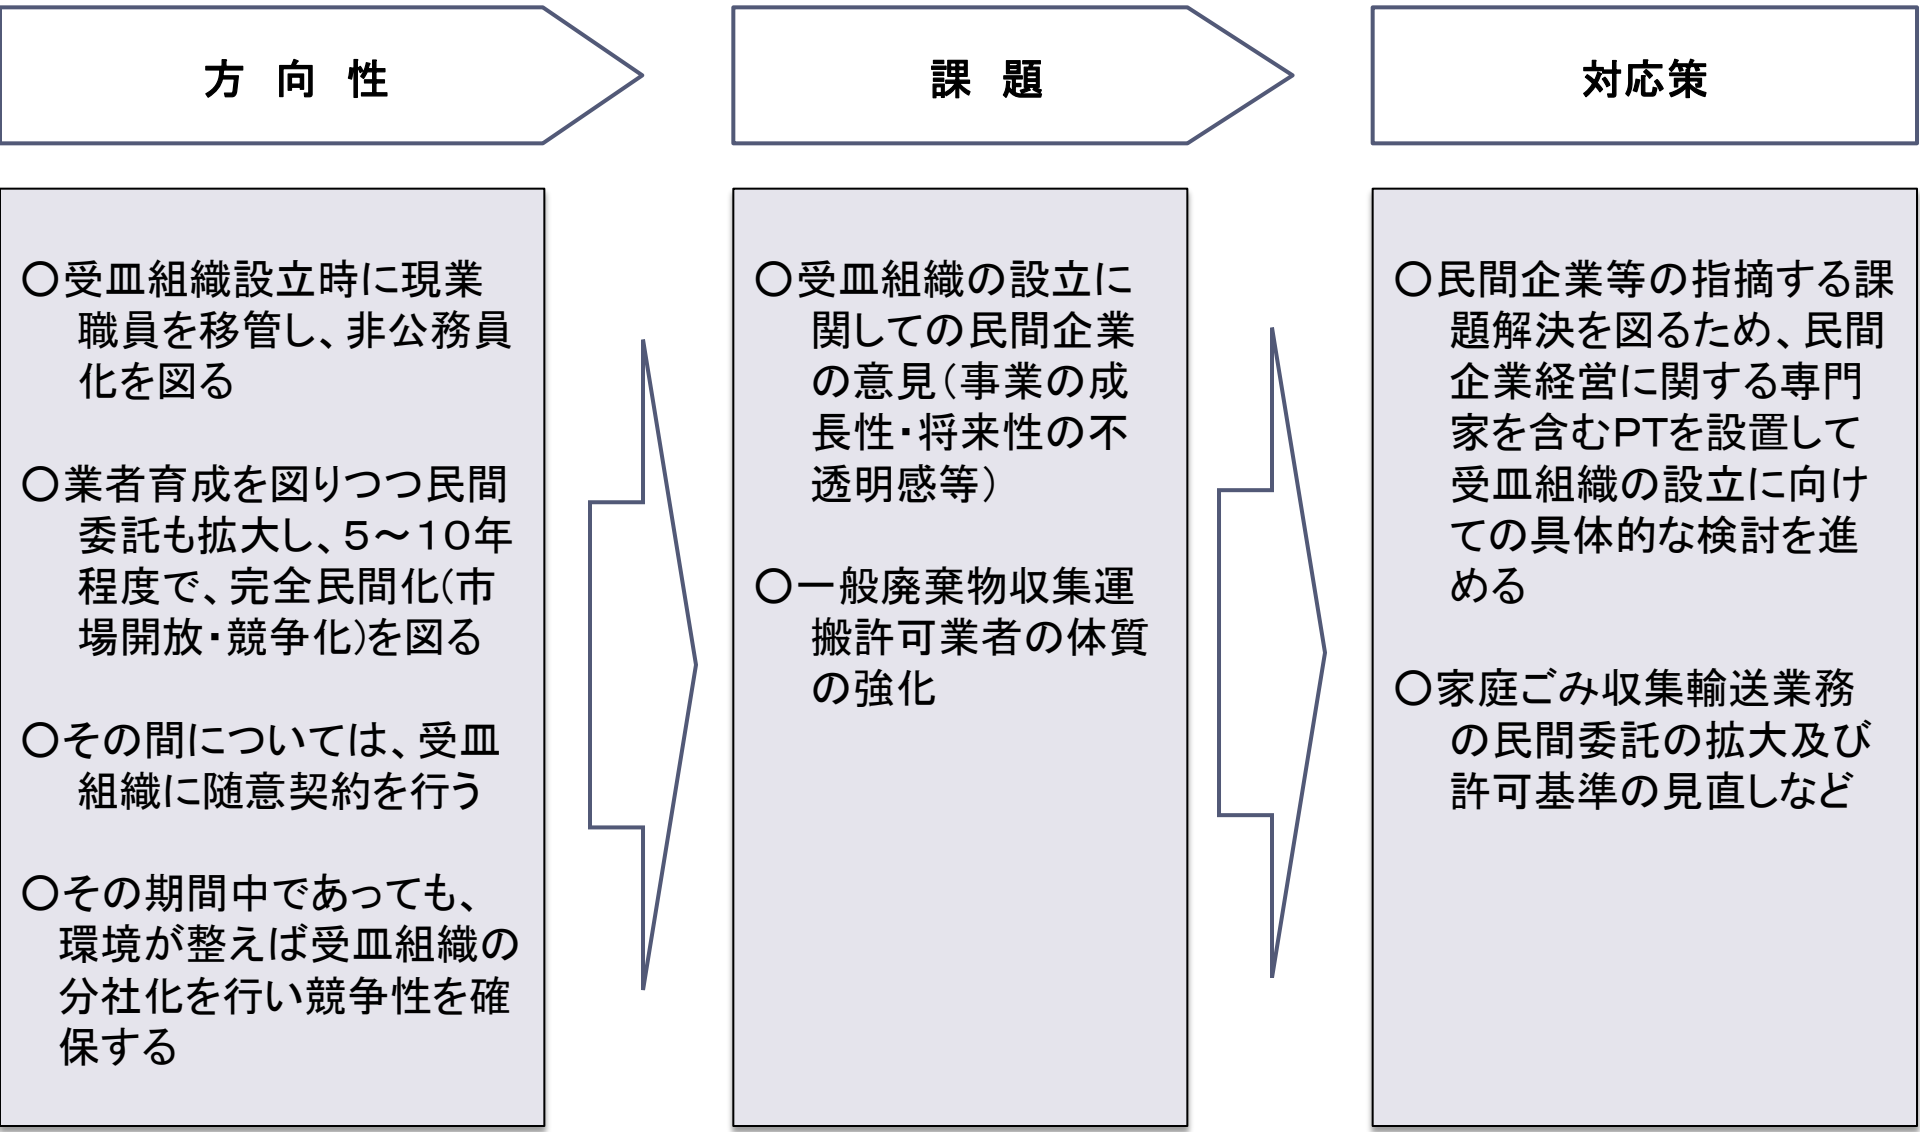 方 向 性
課 題
対応策
○受皿組織設立時に現業
職員を移管し、非公務員
化を図る
○業者育成を図りつつ民間
委託も拡大し、５～１０年
程度で、完全民間化(市
場開放・競争化)を図る
○その間については、受皿
組織に随意契約を行う
○その期間中であっても、
環境が整えば受皿組織の
分社化を行い競争性を確
保する
○受皿組織の設立に
関しての民間企業
の意見（事業の成
長性・将来性の不
透明感等）
○一般廃棄物収集運
搬許可業者の体質
の強化
○民間企業等の指摘する課
題解決を図るため、民間
企業経営に関する専門
家を含むPTを設置して
受皿組織の設立に向け
ての具体的な検討を進
める
○家庭ごみ収集輸送業務
の民間委託の拡大及び
許可基準の見直しなど